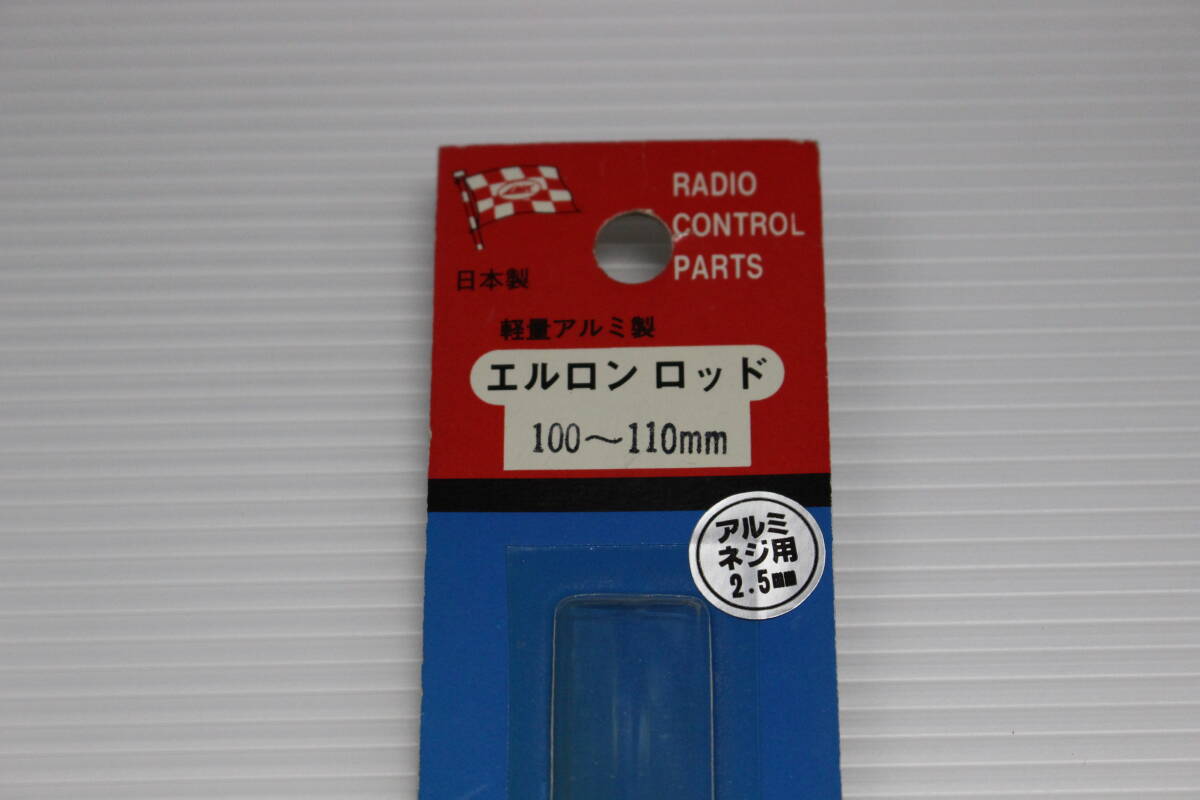 RADIO
CONTROL
PARTS
日本製
軽量アルミ製
エルロン ロッド
100〜110mm
アルミ
ネジ用
2.5mm